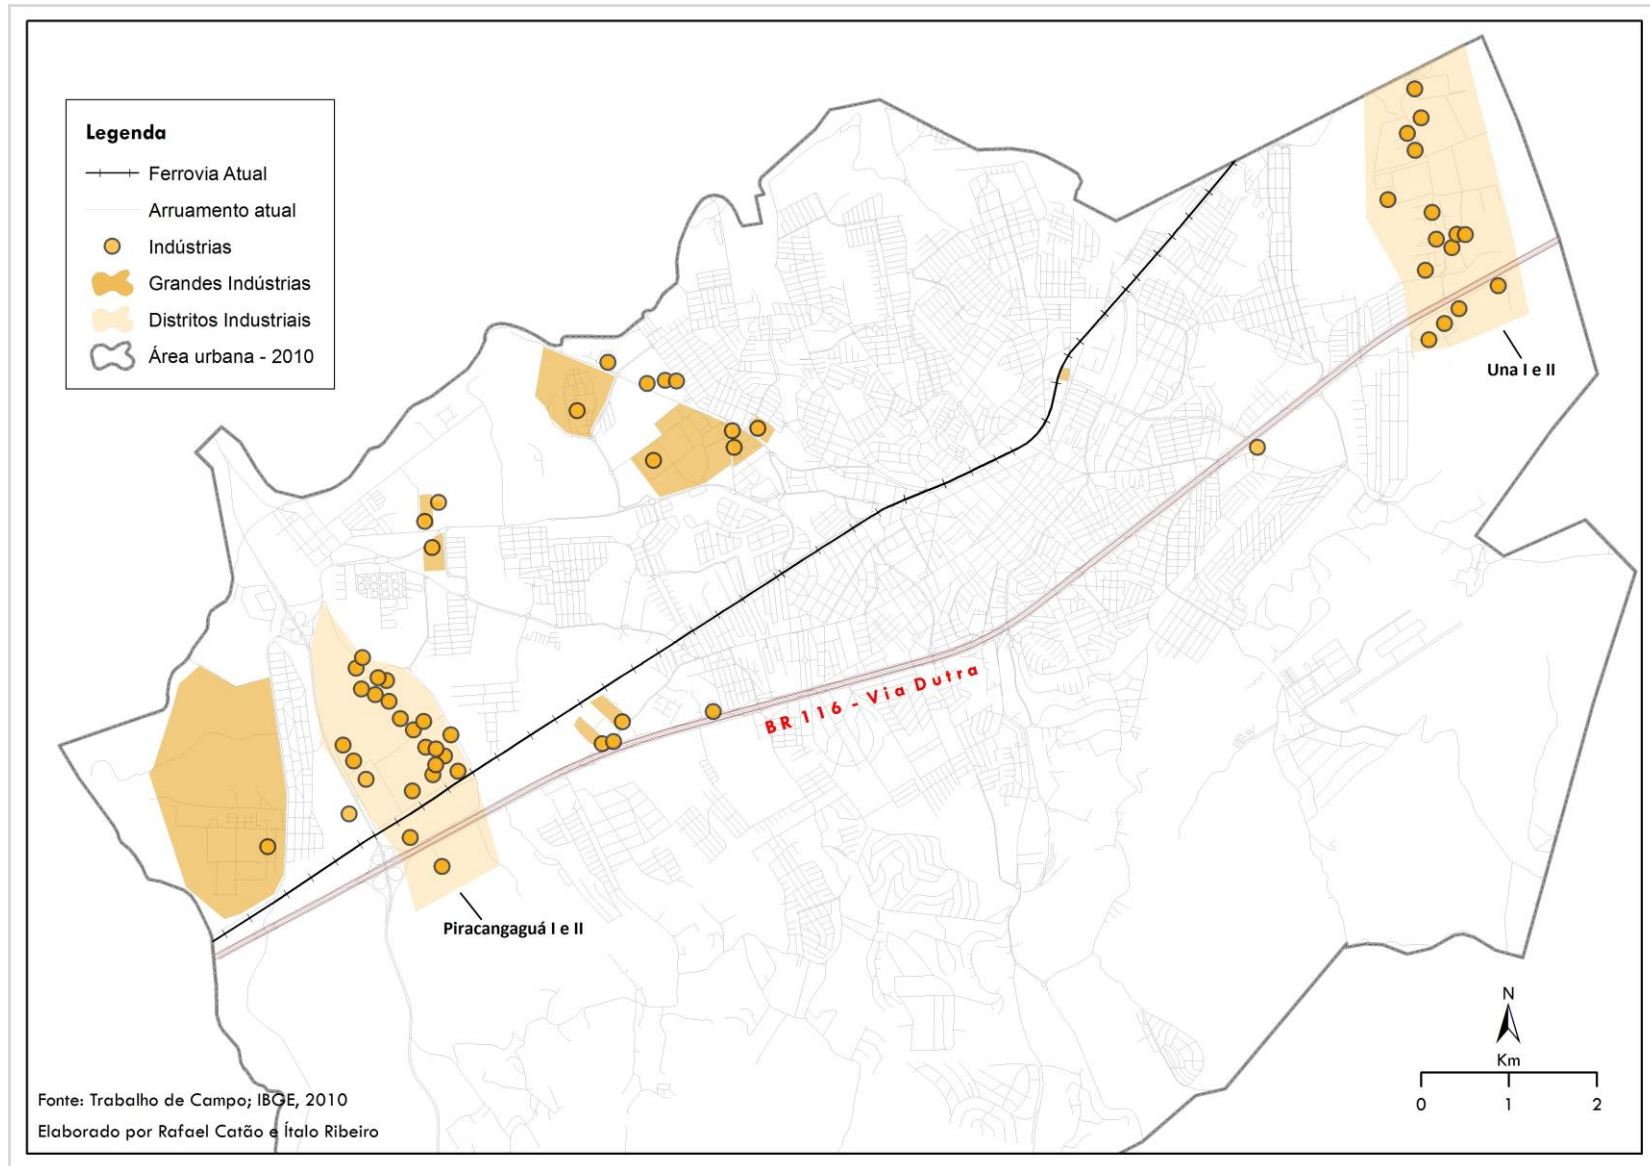 Legenda
Ferrovia Atual
Arruamento atual
Indústrias
Grandes Indústrias
Distritos Industriais
Área urbana - 2010
Una I e II
BR 116 - Via Dutra
Piracangaguá I e II
N
Km
0 1 2
Fonte: Trabalho de Campo; IBGE, 2010
Elaborado por Rafael Catão e Ítalo Ribeiro